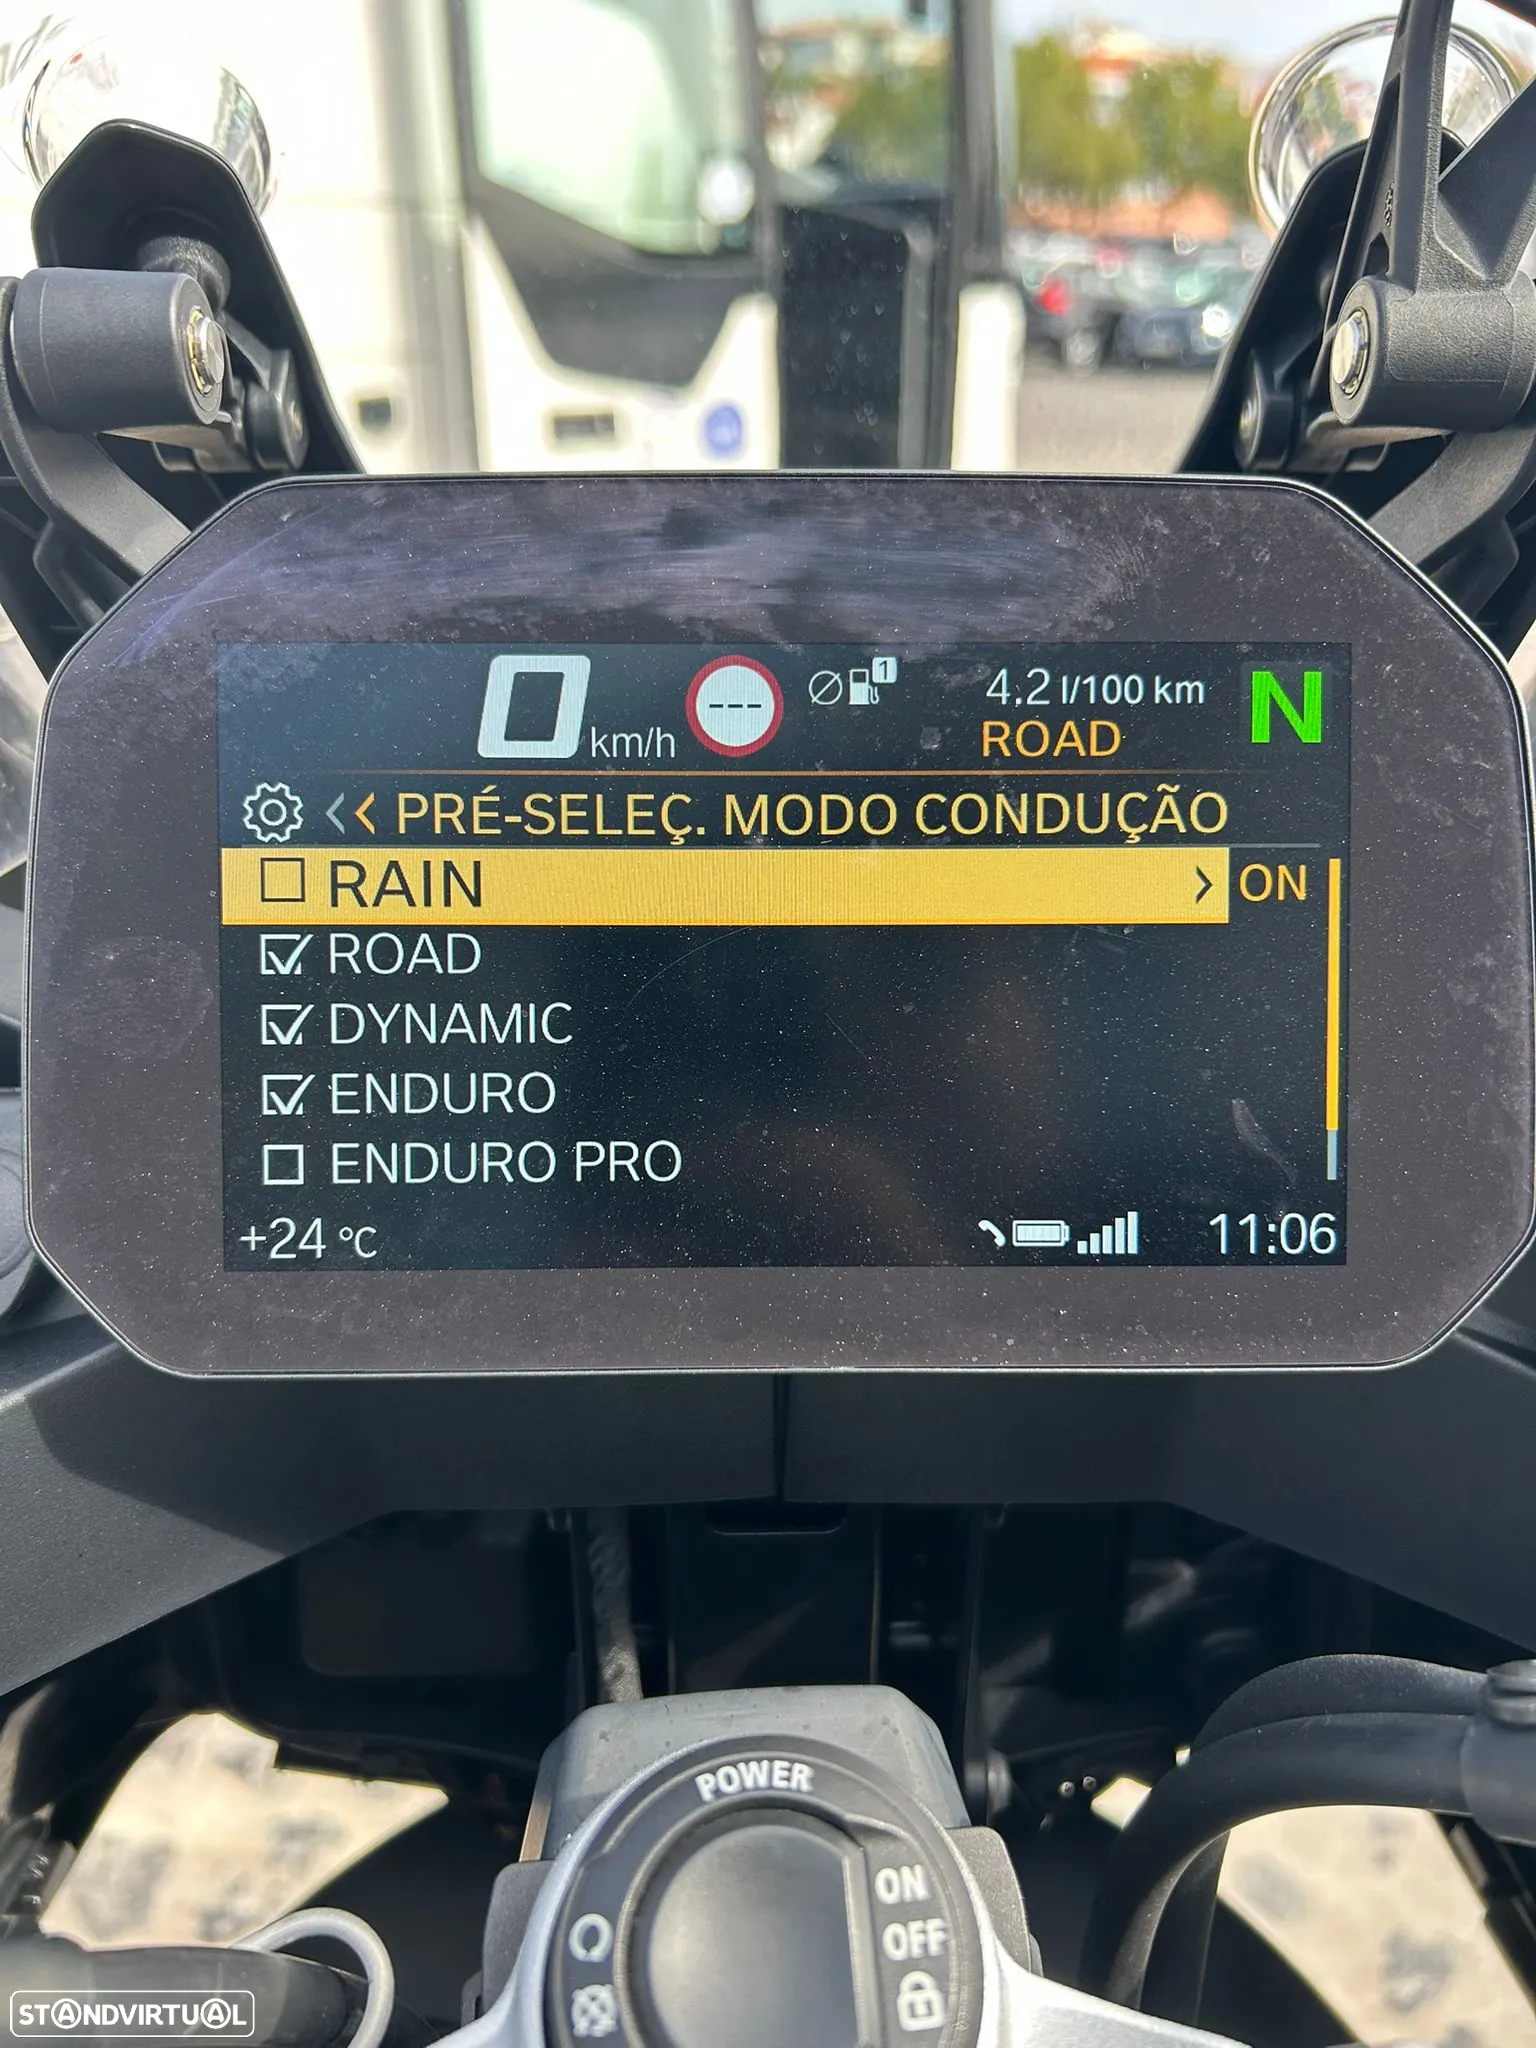 0 km/h
---
1
4.2 l/100 km
ROAD
N
PRÉ-SELEÇ. MODO CONDUÇÃO
RAIN ON
ROAD
DYNAMIC
ENDURO
ENDURO PRO
+24 °C
11:06
POWER
ON
OFF
STANDVIRTUAL